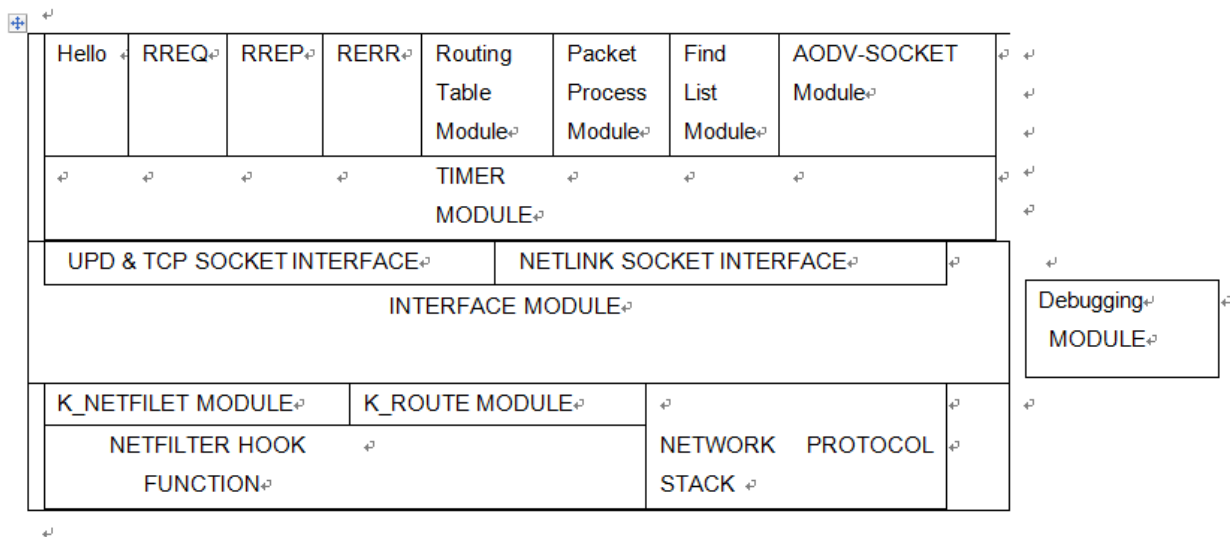 Hello RREQ RREP RERR Routing Packet Find AODV-SOCKET
Table Process List Module
Module Module Module
TIMER
MODULE
UPD & TCP SOCKET INTERFACE NETLINK SOCKET INTERFACE
INTERFACE MODULE
Debugging
MODULE
K_NETFILET MODULE K_ROUTE MODULE
NETFILTER HOOK NETWORK PROTOCOL
FUNCTION STACK